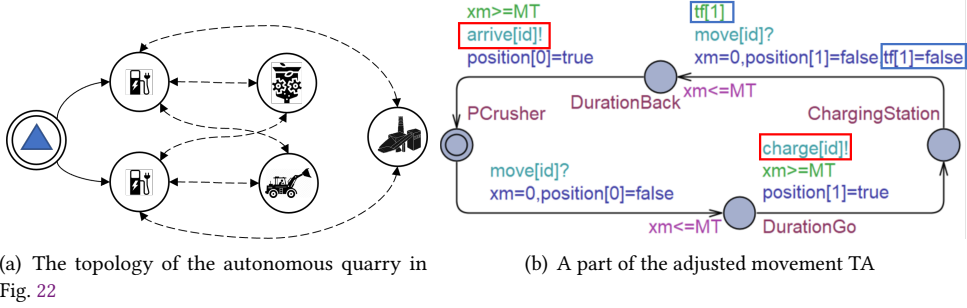 xm>=MT
arrive[id]!
position[0]=true
tf[1]
move[id]?
xm=0,position[1]=false,tf[1]=false
xm<=MT
DurationBack
PCrusher
ChargingStation
move[id]?
xm=0,position[0]=false
charge[id]!
xm>=MT
position[1]=true
xm<=MT
DurationGo
(a) The topology of the autonomous quarry in
Fig. 22
(b) A part of the adjusted movement TA